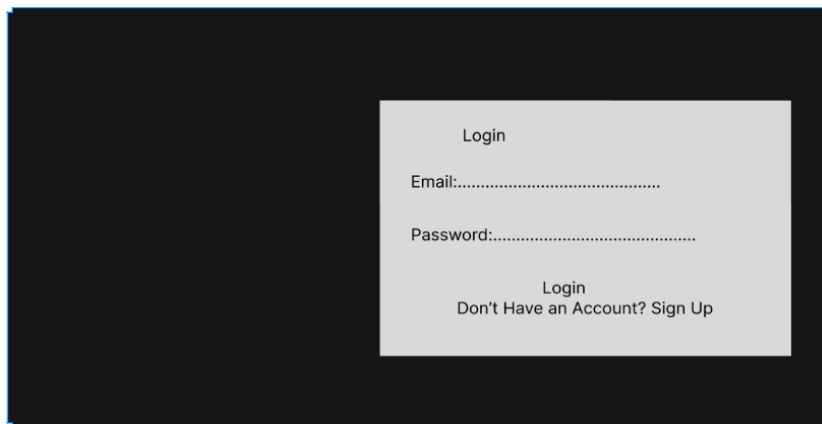 Login
Email:............................................
Password:............................................
Login
Don’t Have an Account? Sign Up